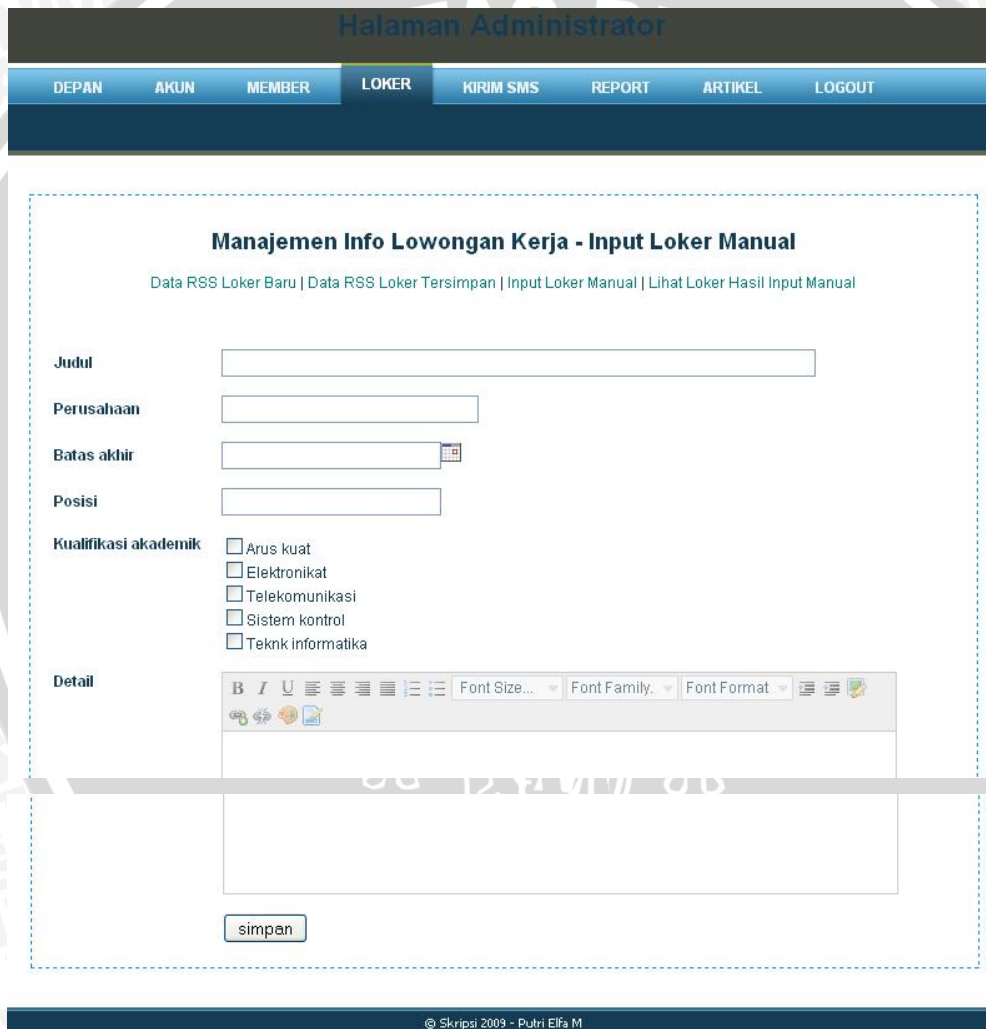 Halaman Administrator
DEPAN AKUN MEMBER LOKER KIRIM SMS REPORT ARTIKEL LOGOUT
Manajemen Info Lowongan Kerja - Input Loker Manual
Data RSS Loker Baru | Data RSS Loker Tersimpan | Input Loker Manual | Lihat Loker Hasil Input Manual
Judul
Perusahaan
Batas akhir
Posisi
Kualifikasi akademik
Arus kuat
Elektronikat
Telekomunikasi
Sistem kontrol
Teknk informatika
Detail
B I U Font Size... Font Family. Font Format
simpan
© Skripsi 2009 - Putri Elfa M